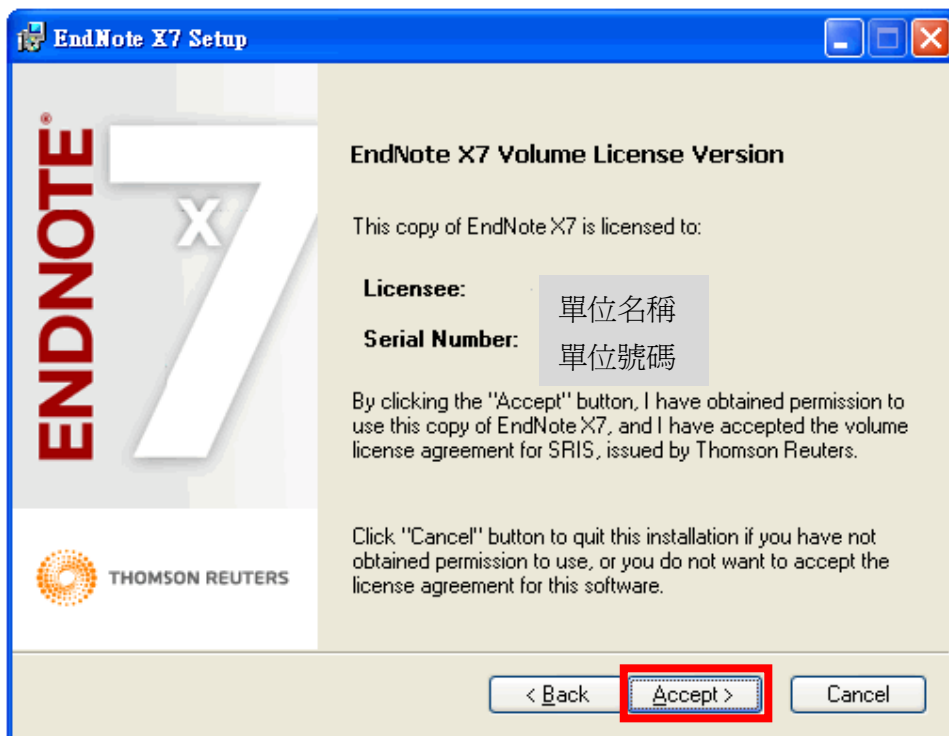 EndNote X7 Setup
ENDNOTE®
X7
EndNote X7 Volume License Version
This copy of EndNote X7 is licensed to:
Licensee: 單位名稱
Serial Number: 單位號碼
By clicking the "Accept" button, I have obtained permission to
use this copy of EndNote X7, and I have accepted the volume
license agreement for SRIS, issued by Thomson Reuters.
Click "Cancel" button to quit this installation if you have not
obtained permission to use, or you do not want to accept the
license agreement for this software.
THOMSON REUTERS
< Back
Accept >
Cancel